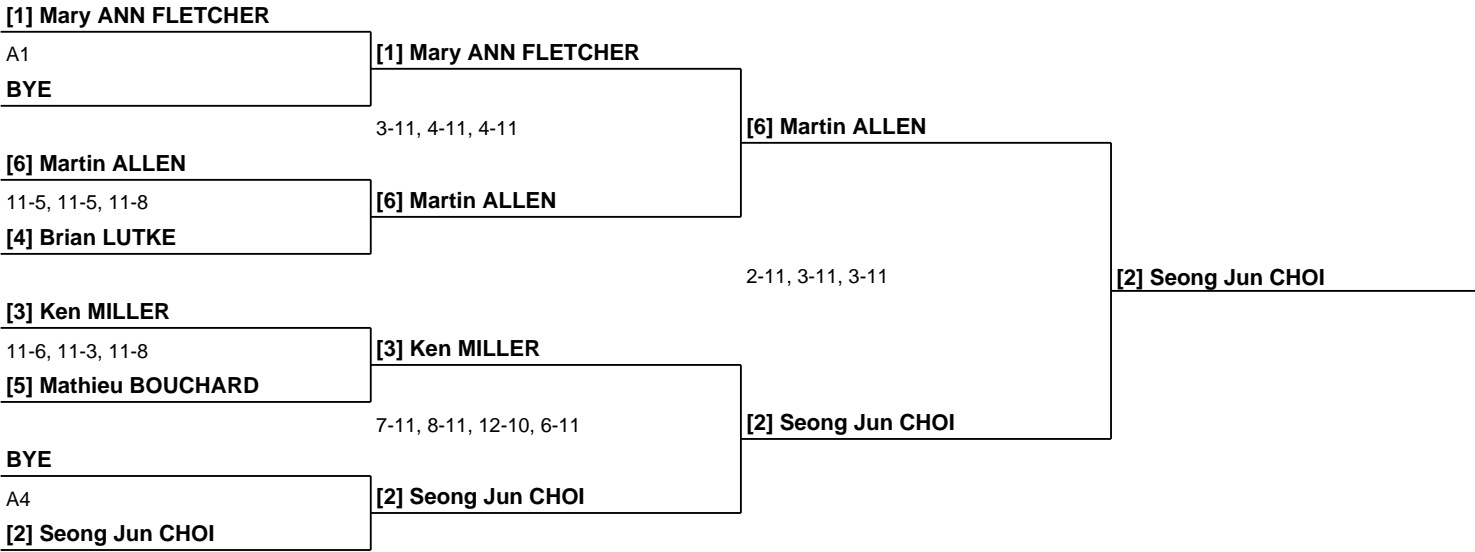 [1] Mary ANN FLETCHER
A1
[1] Mary ANN FLETCHER
BYE
3-11, 4-11, 4-11
[6] Martin ALLEN
[6] Martin ALLEN
11-5, 11-5, 11-8
[6] Martin ALLEN
[4] Brian LUTKE
2-11, 3-11, 3-11
[2] Seong Jun CHOI
[3] Ken MILLER
11-6, 11-3, 11-8
[3] Ken MILLER
[5] Mathieu BOUCHARD
7-11, 8-11, 12-10, 6-11
[2] Seong Jun CHOI
BYE
A4
[2] Seong Jun CHOI
[2] Seong Jun CHOI